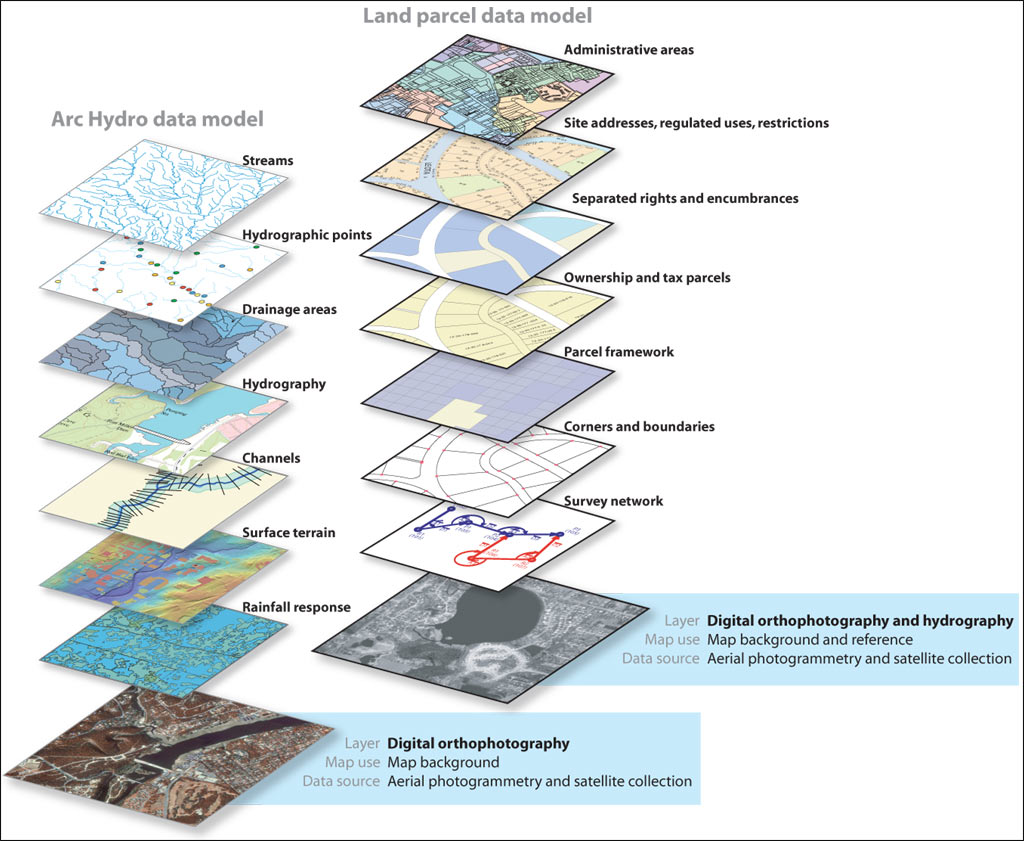 Land parcel data model
Administrative areas
Site addresses, regulated uses, restrictions
Separated rights and encumbrances
Ownership and tax parcels
Parcel framework
Corners and boundaries
Survey network
Layer Digital orthophotography and hydrography
Map use Map background and reference
Data source Aerial photogrammetry and satellite collection
Arc Hydro data model
Streams
Hydrographic points
Drainage areas
Hydrography
Channels
Surface terrain
Rainfall response
Layer Digital orthophotography
Map use Map background
Data source Aerial photogrammetry and satellite collection